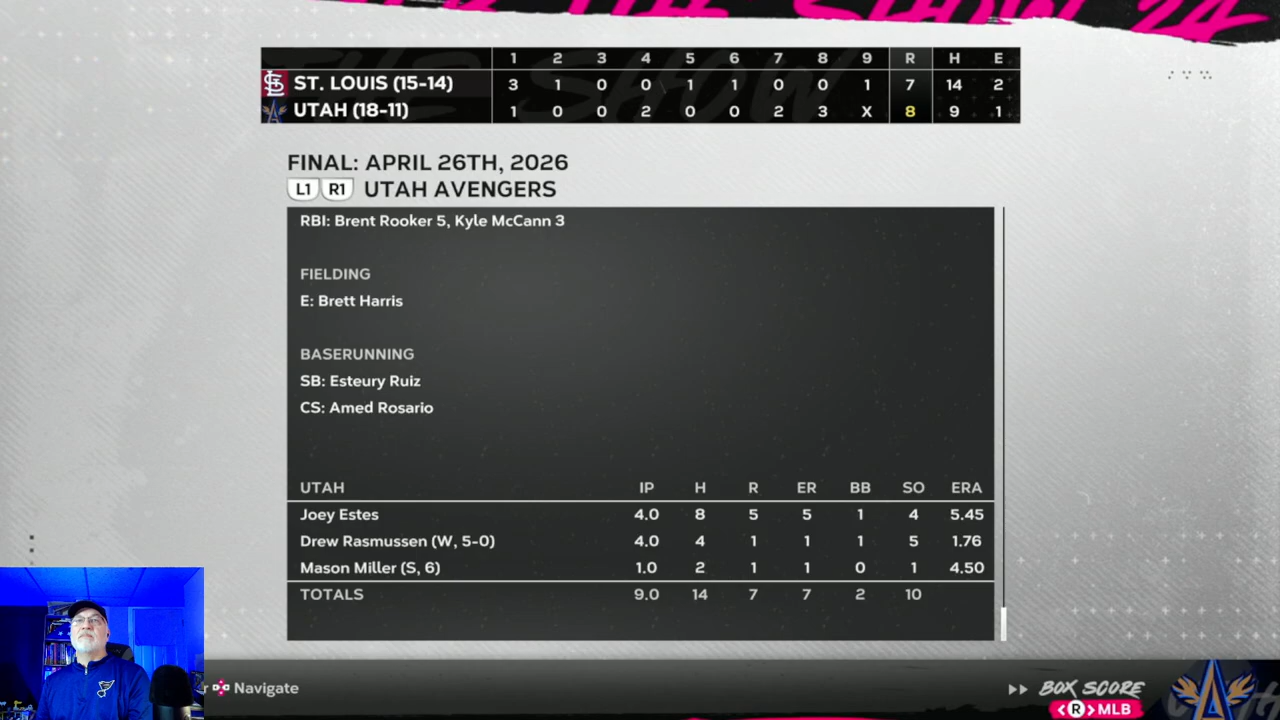 THE SHOW 24
1 2 3 4 5 6 7 8 9 R H E
ST. LOUIS (15-14) 3 1 0 0 1 1 0 0 1 7 14 2
UTAH (18-11) 1 0 0 2 0 0 2 3 X 8 9 1
FINAL: APRIL 26TH, 2026
L1 R1 UTAH AVENGERS
RBI: Brent Rooker 5, Kyle McCann 3
FIELDING
E: Brett Harris
BASERUNNING
SB: Esteury Ruiz
CS: Amed Rosario
UTAH IP H R ER BB SO ERA
Joey Estes 4.0 8 5 5 1 4 5.45
Drew Rasmussen (W, 5-0) 4.0 4 1 1 1 5 1.76
Mason Miller (S, 6) 1.0 2 1 1 0 1 4.50
TOTALS 9.0 14 7 7 2 10
Navigate
BOX SCORE
R MLB